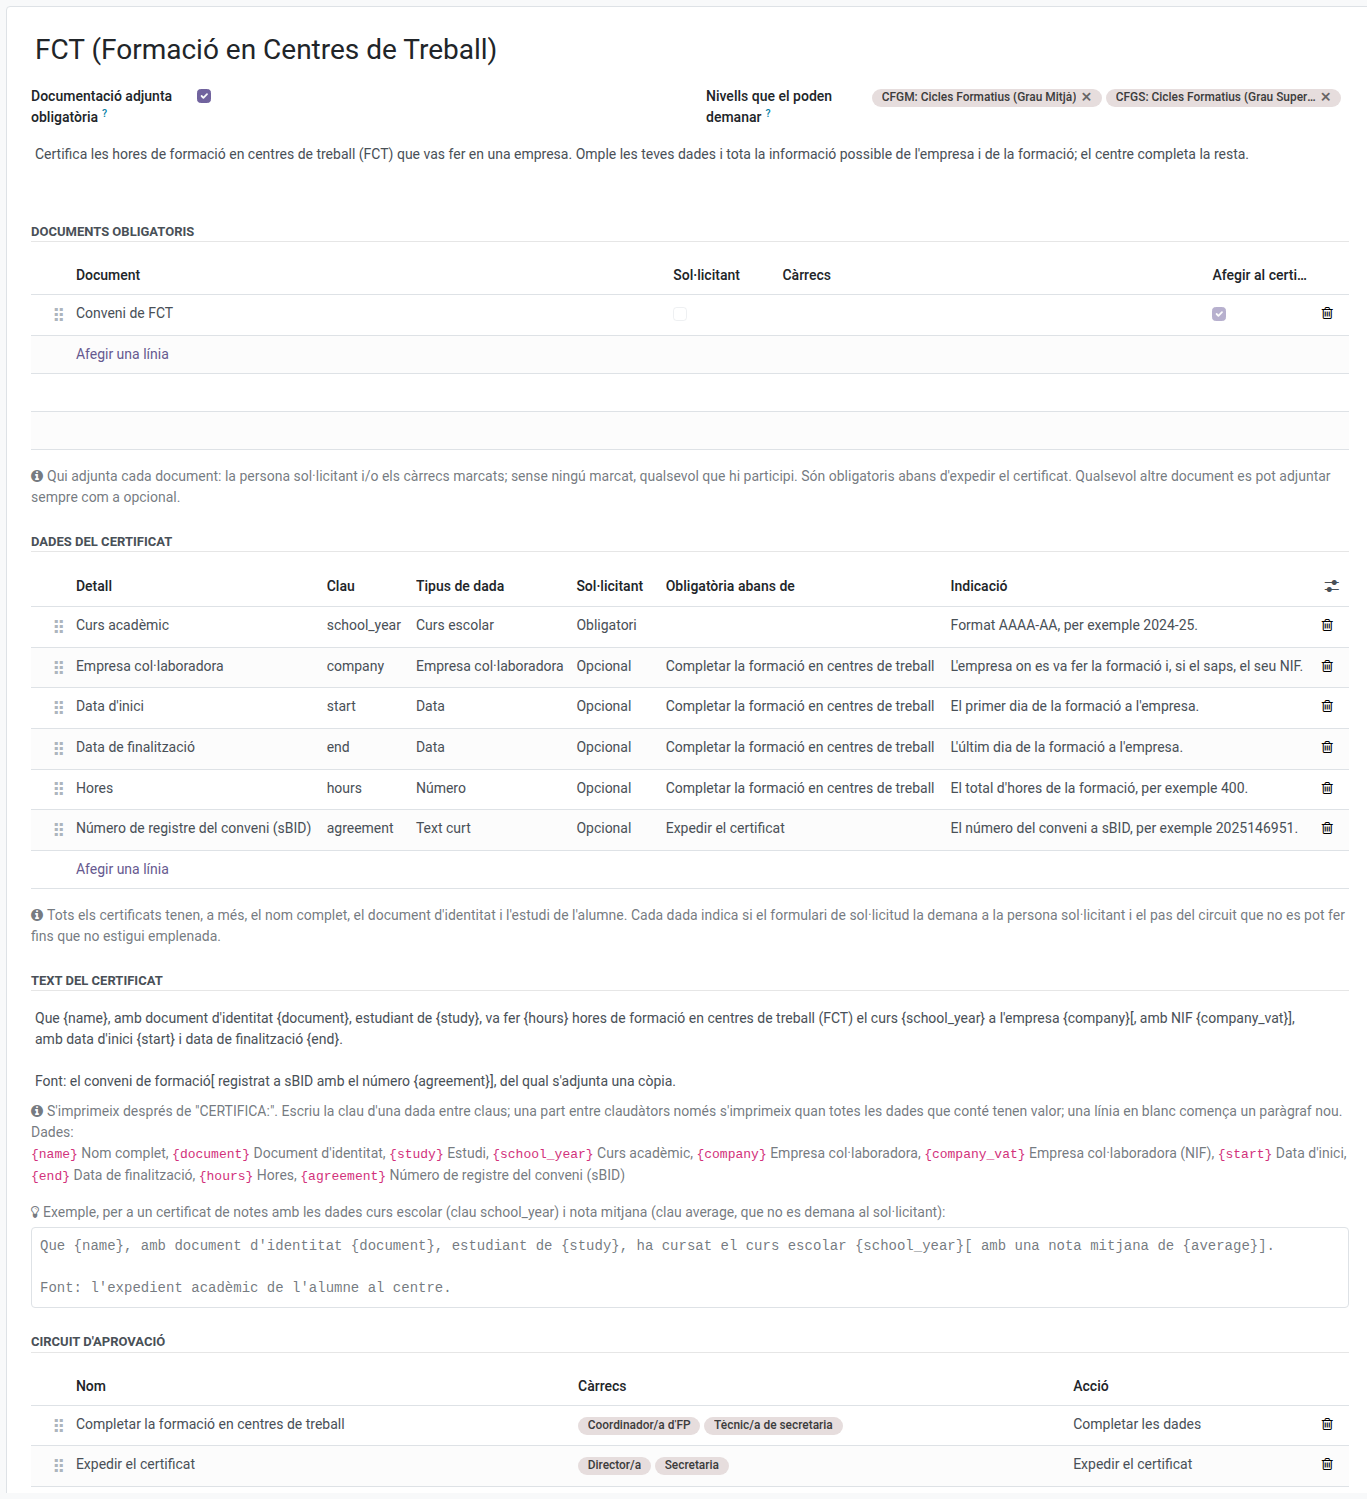 FCT (Formació en Centres de Treball)
Documentació adjunta obligatòria ?
Nivells que el poden demanar ?
CFGM: Cicles Formatius (Grau Mitjà) ✕ CFGS: Cicles Formatius (Grau Super... ✕
Certifica les hores de formació en centres de treball (FCT) que vas fer en una empresa. Omple les teves dades i tota la informació possible de l'empresa i de la formació; el centre completa la resta.
DOCUMENTS OBLIGATORIS
Document Sol·licitant Càrrecs Afegir al certi...
Conveni de FCT
Afegir una línia
Qui adjunta cada document: la persona sol·licitant i/o els càrrecs marcats; sense ningú marcat, qualsevol que hi participi. Són obligatoris abans d'expedir el certificat. Qualsevol altre document es pot adjuntar
sempre com a opcional.
DADES DEL CERTIFICAT
Detall Clau Tipus de dada Sol·licitant Obligatòria abans de Indicació
Curs acadèmic school_year Curs escolar Obligatori Format AAAA-AA, per exemple 2024-25.
Empresa col·laboradora company Empresa col·laboradora Opcional Completar la formació en centres de treball L'empresa on es va fer la formació i, si el saps, el seu NIF.
Data d'inici start Data Opcional Completar la formació en centres de treball El primer dia de la formació a l'empresa.
Data de finalització end Data Opcional Completar la formació en centres de treball L'últim dia de la formació a l'empresa.
Hores hours Número Opcional Completar la formació en centres de treball El total d'hores de la formació, per exemple 400.
Número de registre del conveni (sBID) agreement Text curt Opcional Expedir el certificat El número del conveni a sBID, per exemple 2025146951.
Afegir una línia
Tots els certificats tenen, a més, el nom complet, el document d'identitat i l'estudi de l'alumne. Cada dada indica si el formulari de sol·licitud la demana a la persona sol·licitant i el pas del circuit que no es pot fer
fins que no estigui emplenada.
TEXT DEL CERTIFICAT
Que {name}, amb document d'identitat {document}, estudiant de {study}, va fer {hours} hores de formació en centres de treball (FCT) el curs {school_year} a l'empresa {company}[, amb NIF {company_vat}],
amb data d'inici {start} i data de finalització {end}.
Font: el conveni de formació[ registrat a sBID amb el número {agreement}], del qual s'adjunta una còpia.
S'imprimeix després de "CERTIFICA:". Escriu la clau d'una dada entre claus; una part entre claudàtors només s'imprimeix quan totes les dades que conté tenen valor; una línia en blanc comença un paràgraf nou.
Dades:
{name} Nom complet, {document} Document d'identitat, {study} Estudi, {school_year} Curs acadèmic, {company} Empresa col·laboradora, {company_vat} Empresa col·laboradora (NIF), {start} Data d'inici,
{end} Data de finalització, {hours} Hores, {agreement} Número de registre del conveni (sBID)
Exemple, per a un certificat de notes amb les dades curs escolar (clau school_year) i nota mitjana (clau average, que no es demana al sol·licitant):
Que {name}, amb document d'identitat {document}, estudiant de {study}, ha cursat el curs escolar {school_year}[ amb una nota mitjana de {average}].
Font: l'expedient acadèmic de l'alumne al centre.
CIRCUIT D'APROVACIÓ
Nom Càrrecs Acció
Completar la formació en centres de treball Coordinador/a d'FP Tècnic/a de secretaria Completar les dades
Expedir el certificat Director/a Secretaria Expedir el certificat